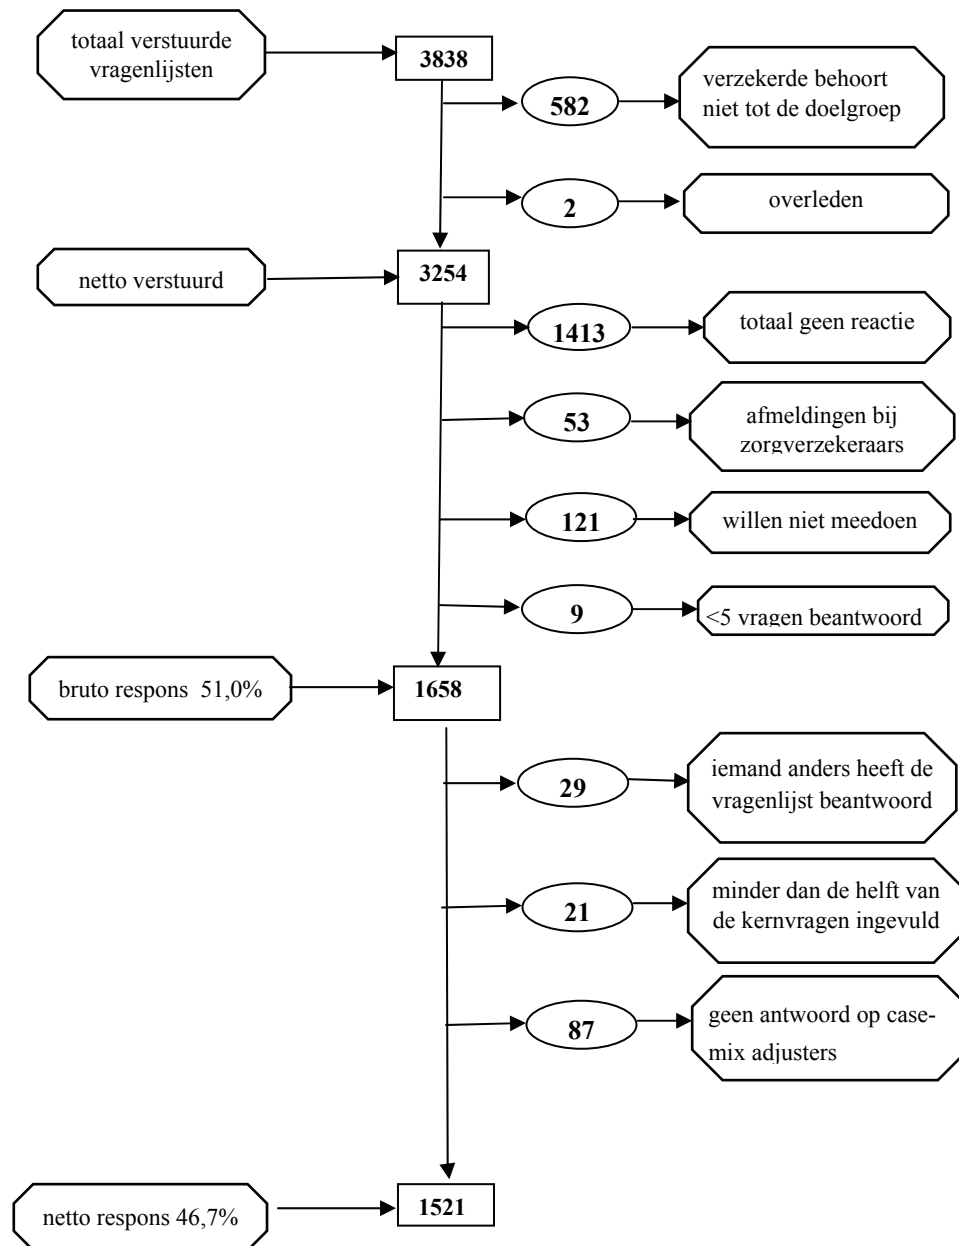 totaal verstuurde
vragenlijsten
3838
582
verzekerde behoort
niet tot de doelgroep
2
overleden
netto verstuurd
3254
1413
totaal geen reactie
53
afmeldingen bij
zorgverzekeraars
121
willen niet meedoen
9
<5 vragen beantwoord
bruto respons 51,0%
1658
29
iemand anders heeft de
vragenlijst beantwoord
21
minder dan de helft van
de kernvragen ingevuld
87
geen antwoord op case-
mix adjusters
netto respons 46,7%
1521